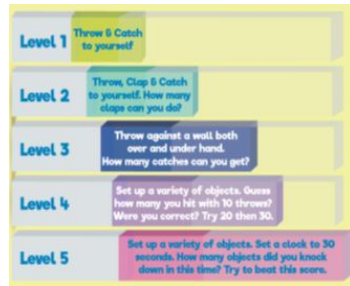 Level 1
Throw & Catch
to yourself
Level 2
Throw, Clap & Catch
to yourself. How many
claps can you do?
Level 3
Throw against a wall both
over and under hand.
How many catches can you get?
Level 4
Set up a variety of objects. Guess
how many you hit with 10 throws?
Were you correct? Try 20 then 30.
Level 5
Set up a variety of objects. Set a clock to 30
seconds. How many objects did you knock
down in this time? Try to beat this score.